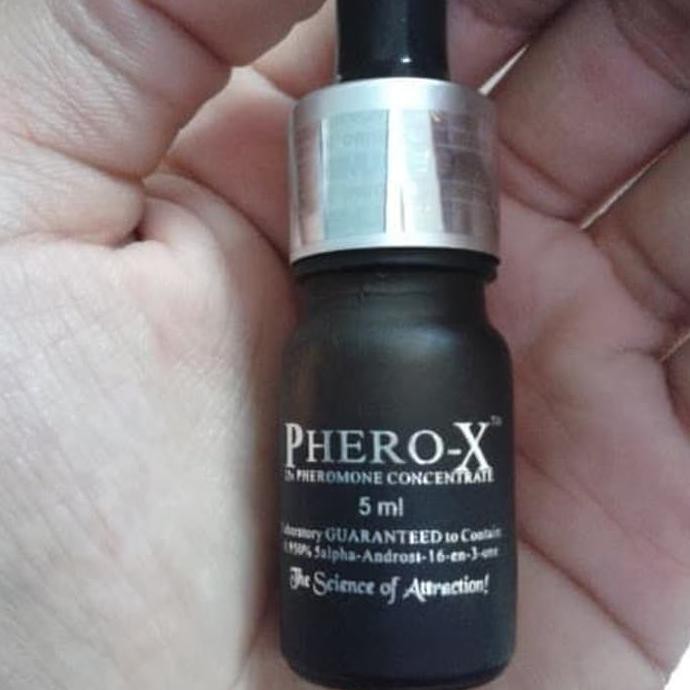 PHERO-X™
PHEROMONE CONCENTRATE
5 ml
GUARANTEED to Contain
5alpha-Androst-16-en-3-one
The Science of Attraction!